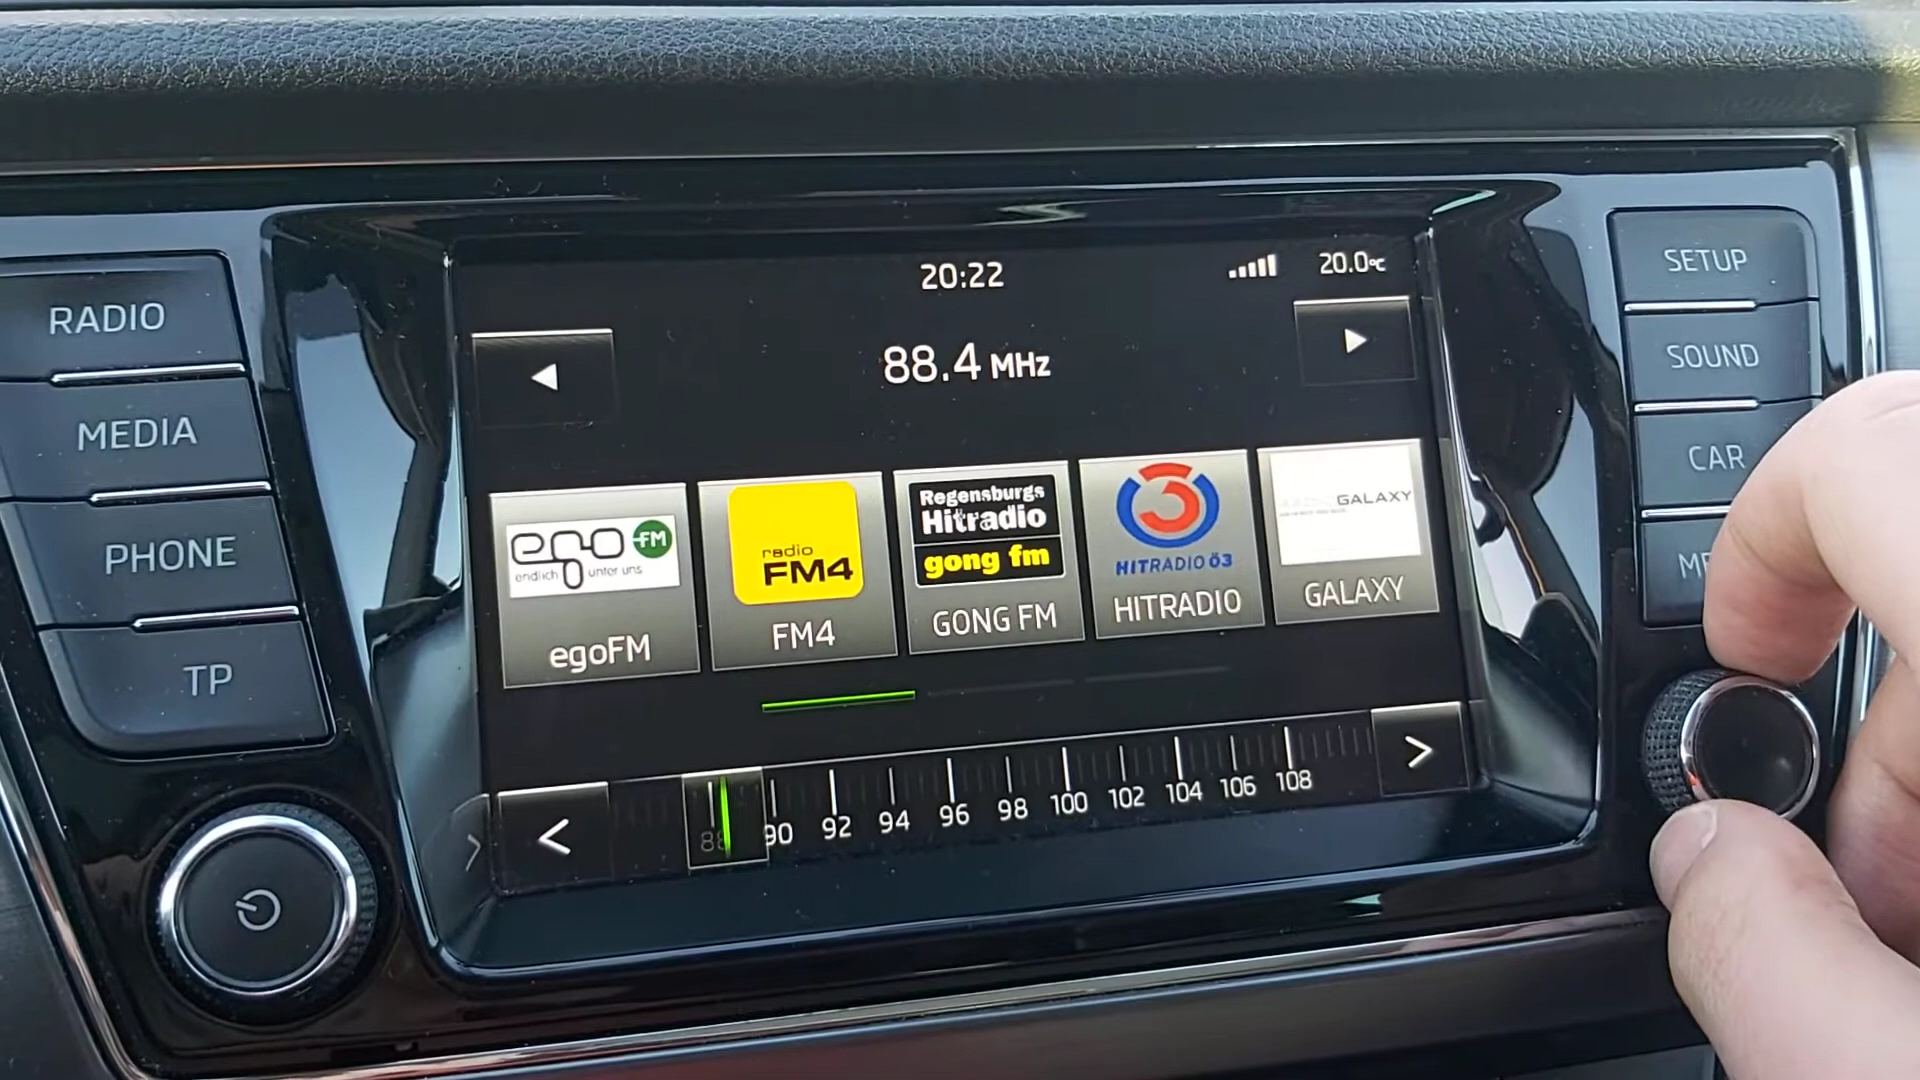 20:22
20.0°C
88.4 MHz
RADIO
MEDIA
PHONE
TP
SETUP
SOUND
CAR
ego FM
endlich unter uns
egoFM
radio
FM4
FM4
Regensburgs
Hitradio
gong fm
GONG FM
3
HITRADIO Ö3
HITRADIO
GALAXY
GALAXY
88 90 92 94 96 98 100 102 104 106 108